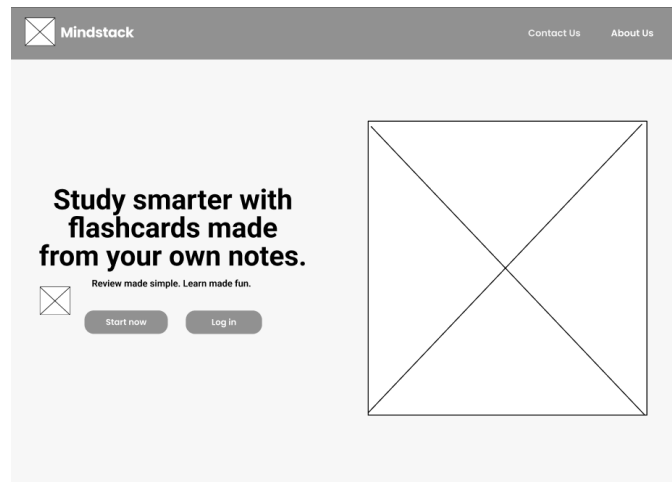 Mindstack
Contact Us
About Us
Study smarter with
flashcards made
from your own notes.
Review made simple. Learn made fun.
Start now
Log in